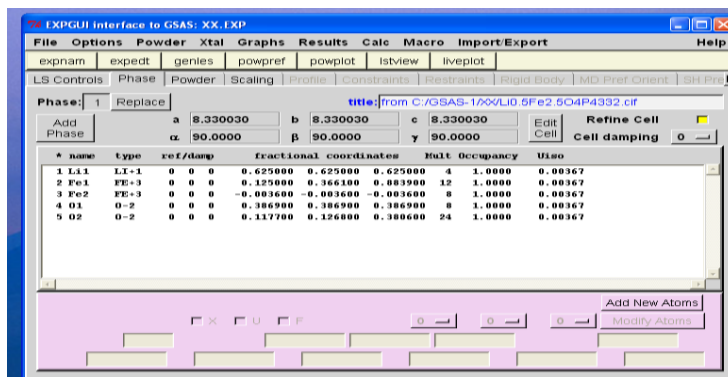 EXPGUI interface to GSAS: XX.EXP
File Options Powder Xtal Graphs Results Calc Macro Import/Export Help
expnam expedt genles powpref powplot lstview liveplot
LS Controls Phase Powder Scaling Profile Constraints Restraints Rigid Body MD Pref Orient SH Pre
Phase: 1 Replace title: from C:/GSAS-1/XX/Li0.5Fe2.5O4P4332.cif
Add Phase a 8.330030 b 8.330030 c 8.330030 Edit Cell Refine Cell
α 90.0000 β 90.0000 γ 90.0000 Cell damping 0
* name type ref/damp fractional coordinates Mult Occupancy Uiso
1 Li1 LI+1 0 0 0 0.625000 0.625000 0.625000 4 1.0000 0.00367
2 Fe1 FE+3 0 0 0 0.125000 0.366100 0.883900 12 1.0000 0.00367
3 Fe2 FE+3 0 0 0 -0.003600 -0.003600 -0.003600 8 1.0000 0.00367
4 O1 O-2 0 0 0 0.386900 0.386900 0.386900 8 1.0000 0.00367
5 O2 O-2 0 0 0 0.117700 0.126800 0.380600 24 1.0000 0.00367
Add New Atoms
X U F 0 0 0 Modify Atoms